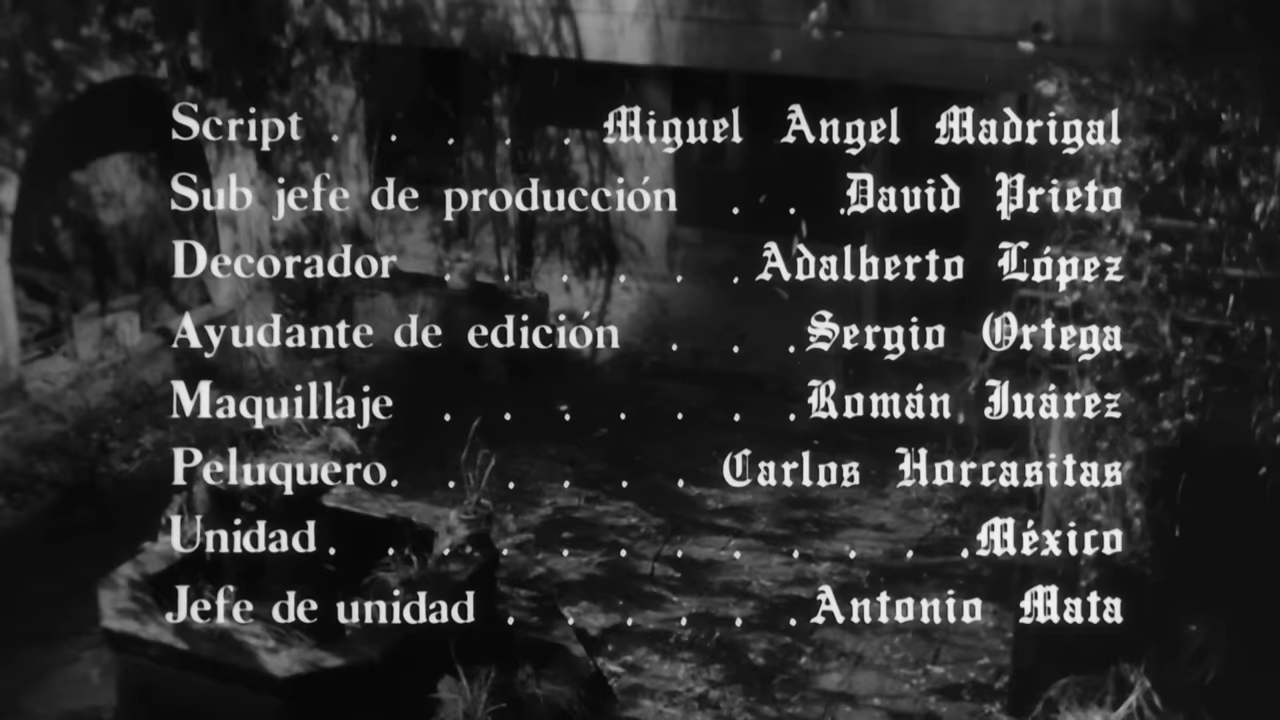 Script . . . . . Miguel Angel Madrigal
Sub jefe de producción . . .David Prieto
Decorador . . . . . .Adalberto López
Ayudante de edición . . .Sergio Ortega
Maquillaje . . . . . . .Román Juárez
Peluquero. . . . . . Carlos Horcasitas
Unidad. . . . . . . . . . . .México
Jefe de unidad . . . . . .Antonio Mata